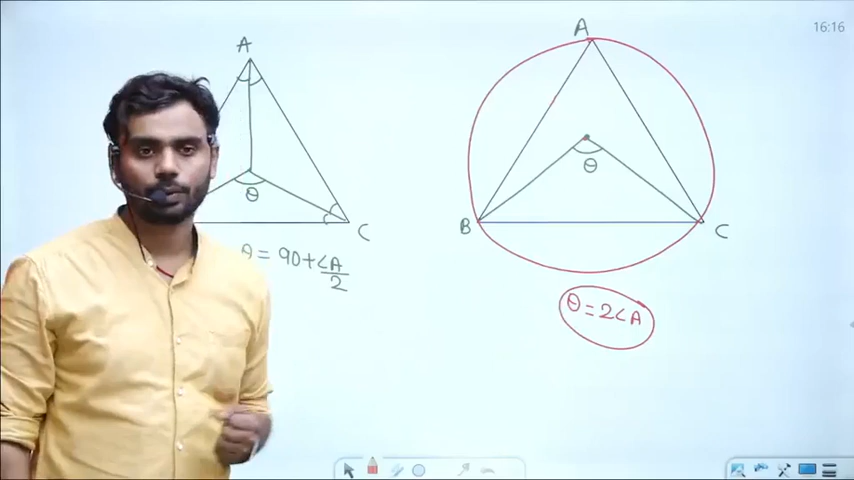 16:16
A
θ
C
θ = 90+∠A/2
A
θ
B
C
θ = 2∠A